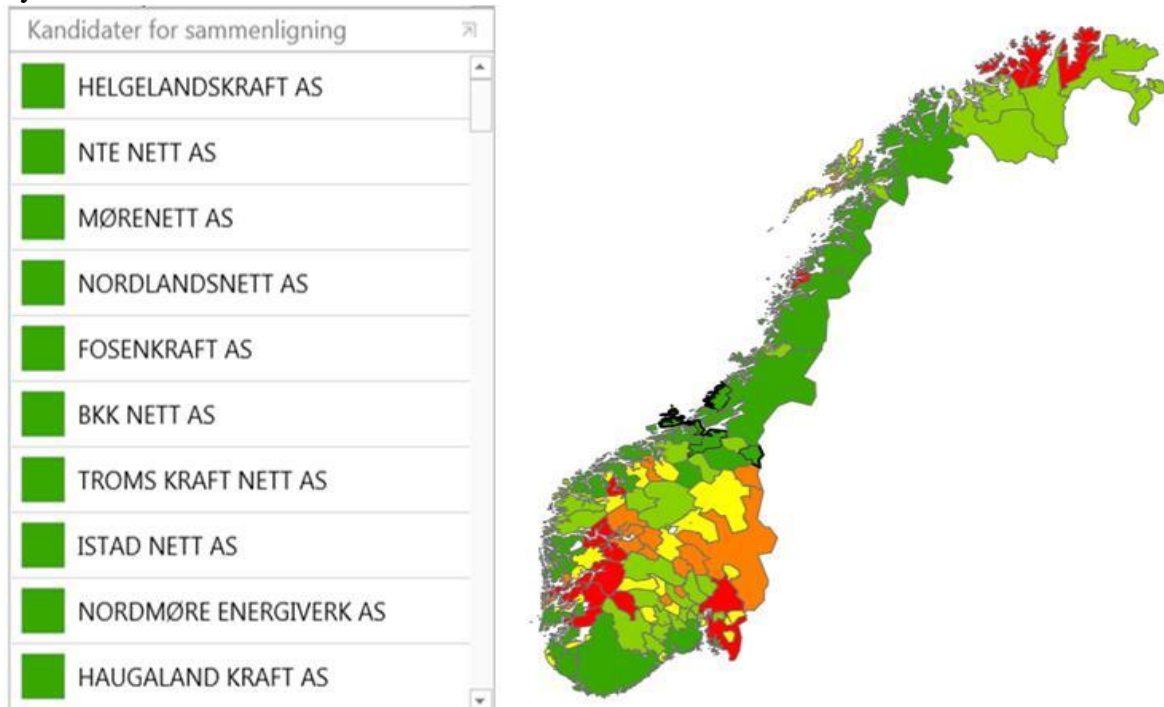 Kandidater for sammenligning
HELGELANDSKRAFT AS
NTE NETT AS
MØRENETT AS
NORDLANDSNETT AS
FOSENKRAFT AS
BKK NETT AS
TROMS KRAFT NETT AS
ISTAD NETT AS
NORDMØRE ENERGIVERK AS
HAUGALAND KRAFT AS